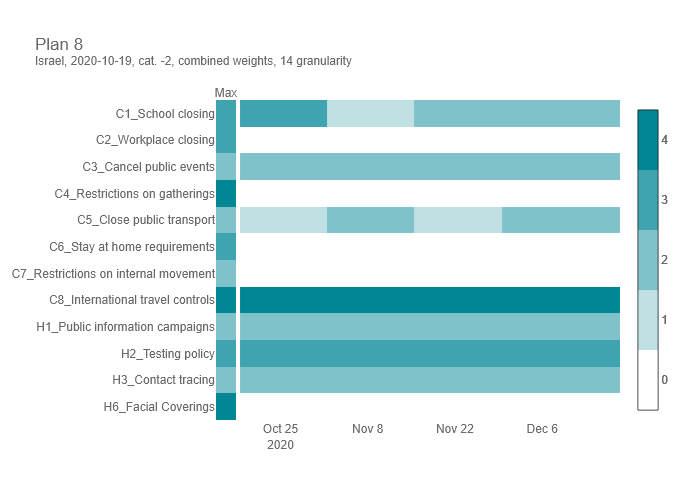 Plan 8
Israel, 2020-10-19, cat. -2, combined weights, 14 granularity
Max
C1_School closing
C2_Workplace closing
C3_Cancel public events
C4_Restrictions on gatherings
C5_Close public transport
C6_Stay at home requirements
C7_Restrictions on internal movement
C8_International travel controls
H1_Public information campaigns
H2_Testing policy
H3_Contact tracing
H6_Facial Coverings
Oct 25
2020
Nov 8
Nov 22
Dec 6
4
3
2
1
0